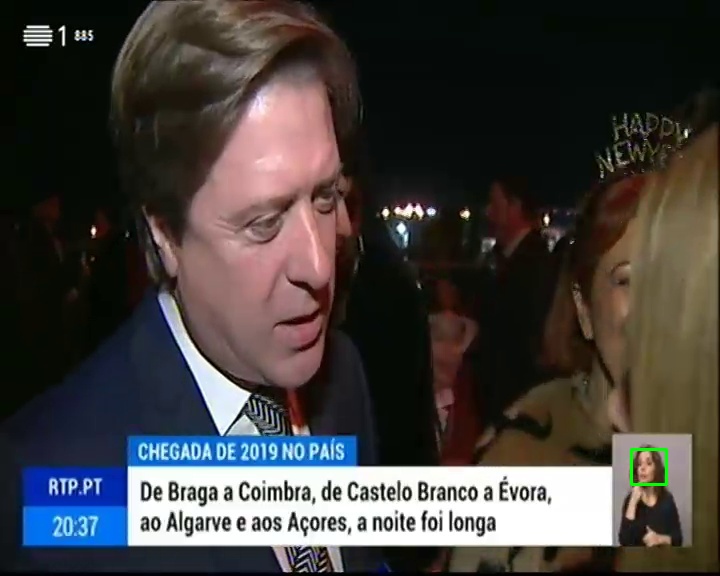 1 885
HAPPY
NEW
CHEGADA DE 2019 NO PAÍS
RTP.PT
De Braga a Coimbra, de Castelo Branco a Évora,
20:37
ao Algarve e aos Açores, a noite foi longa